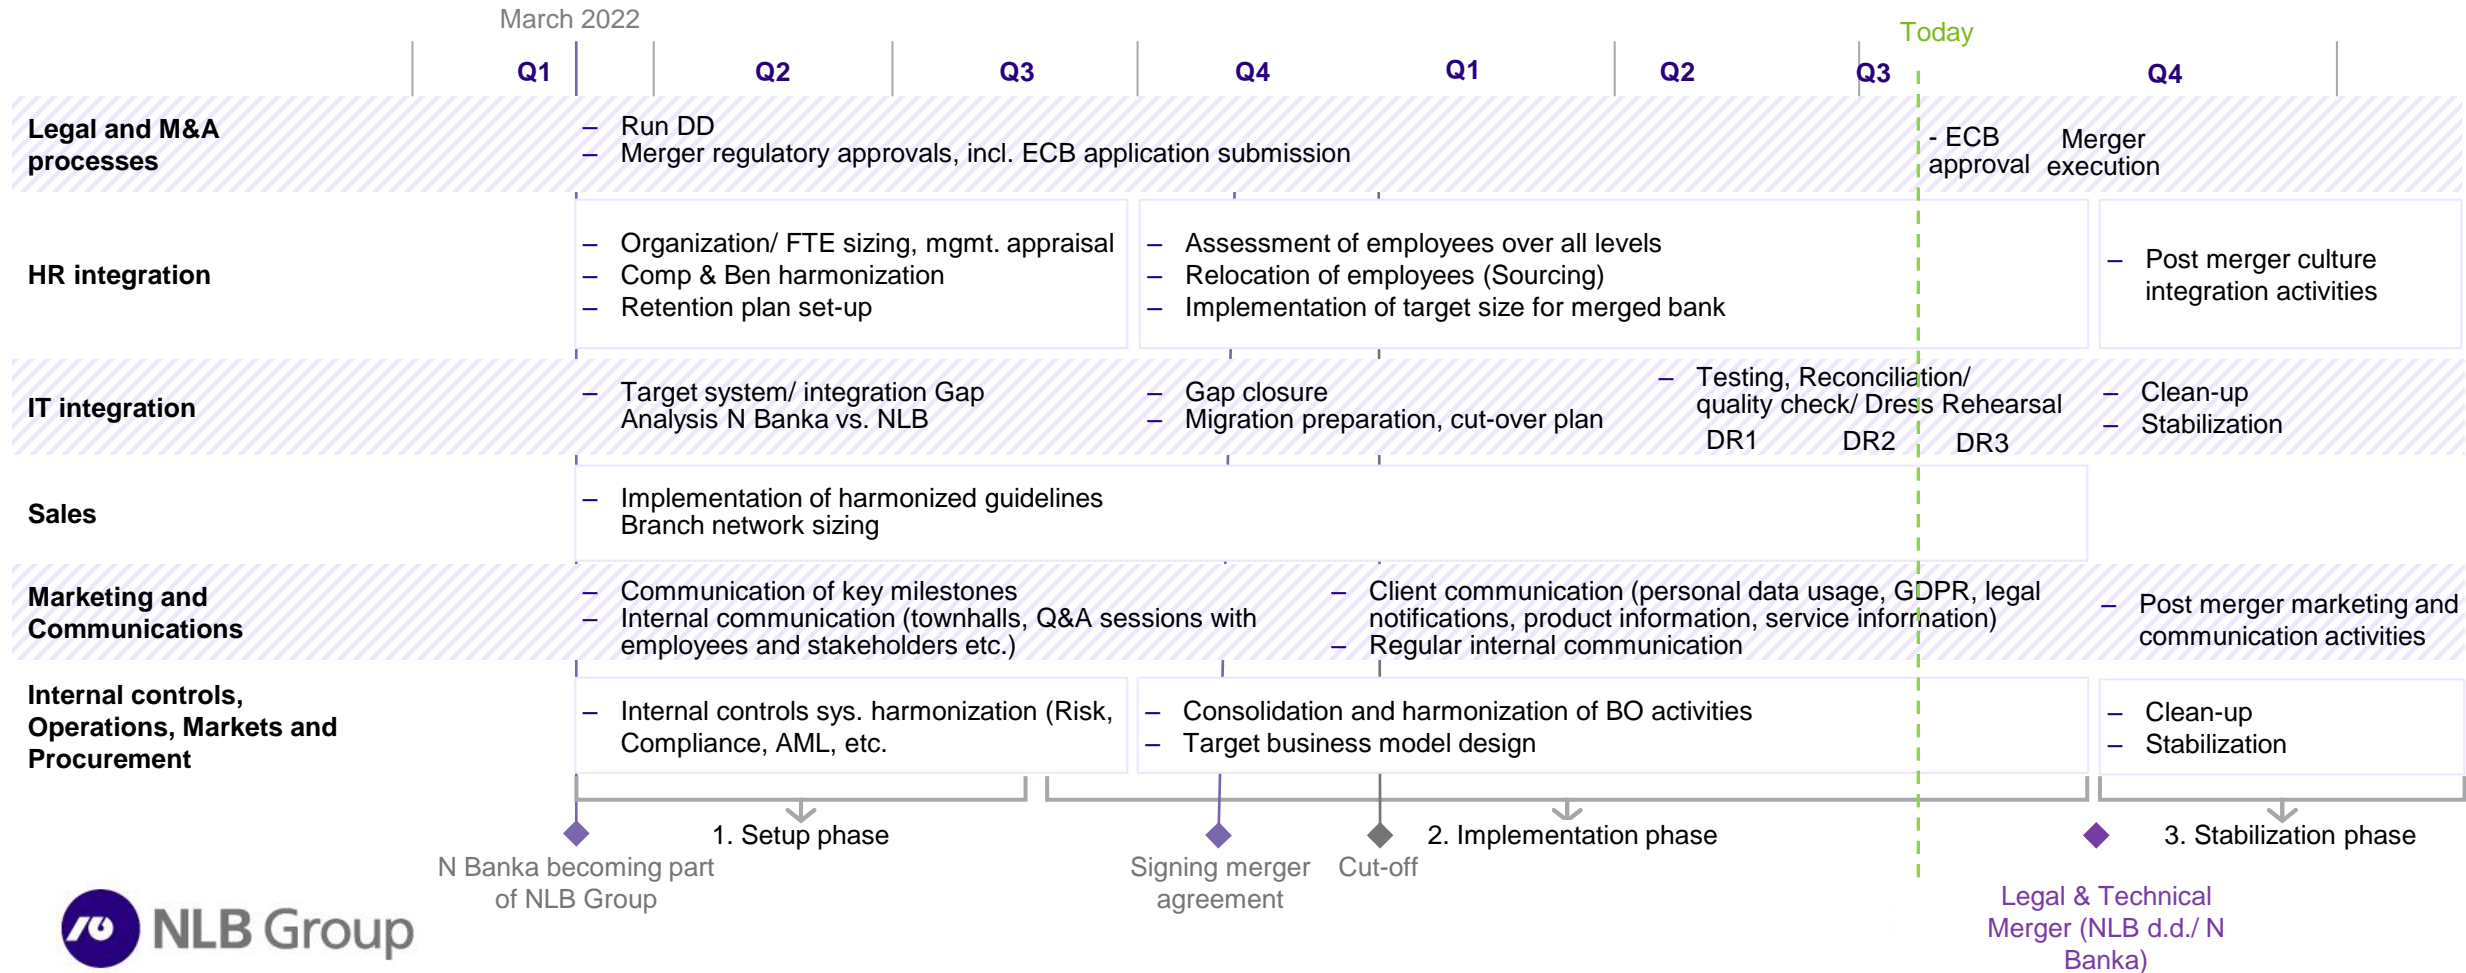 March 2022
Today
Q1 Q2 Q3 Q4 Q1 Q2 Q3 Q4
Legal and M&A
processes
– Run DD
– Merger regulatory approvals, incl. ECB application submission
- ECB
approval
Merger
execution
HR integration
– Organization/ FTE sizing, mgmt. appraisal
– Comp & Ben harmonization
– Retention plan set-up
– Assessment of employees over all levels
– Relocation of employees (Sourcing)
– Implementation of target size for merged bank
– Post merger culture
integration activities
IT integration
– Target system/ integration Gap
Analysis N Banka vs. NLB
– Gap closure
– Migration preparation, cut-over plan
– Testing, Reconciliation/
quality check/ Dress Rehearsal
DR1 DR2 DR3
– Clean-up
– Stabilization
Sales
– Implementation of harmonized guidelines
Branch network sizing
Marketing and
Communications
– Communication of key milestones
– Internal communication (townhalls, Q&A sessions with
employees and stakeholders etc.)
– Client communication (personal data usage, GDPR, legal
notifications, product information, service information)
– Regular internal communication
– Post merger marketing and
communication activities
Internal controls,
Operations, Markets and
Procurement
– Internal controls sys. harmonization (Risk,
Compliance, AML, etc.
– Consolidation and harmonization of BO activities
– Target business model design
– Clean-up
– Stabilization
1. Setup phase
2. Implementation phase
3. Stabilization phase
N Banka becoming part
of NLB Group
Signing merger
agreement
Cut-off
Legal & Technical
Merger (NLB d.d./ N
Banka)
NLB Group